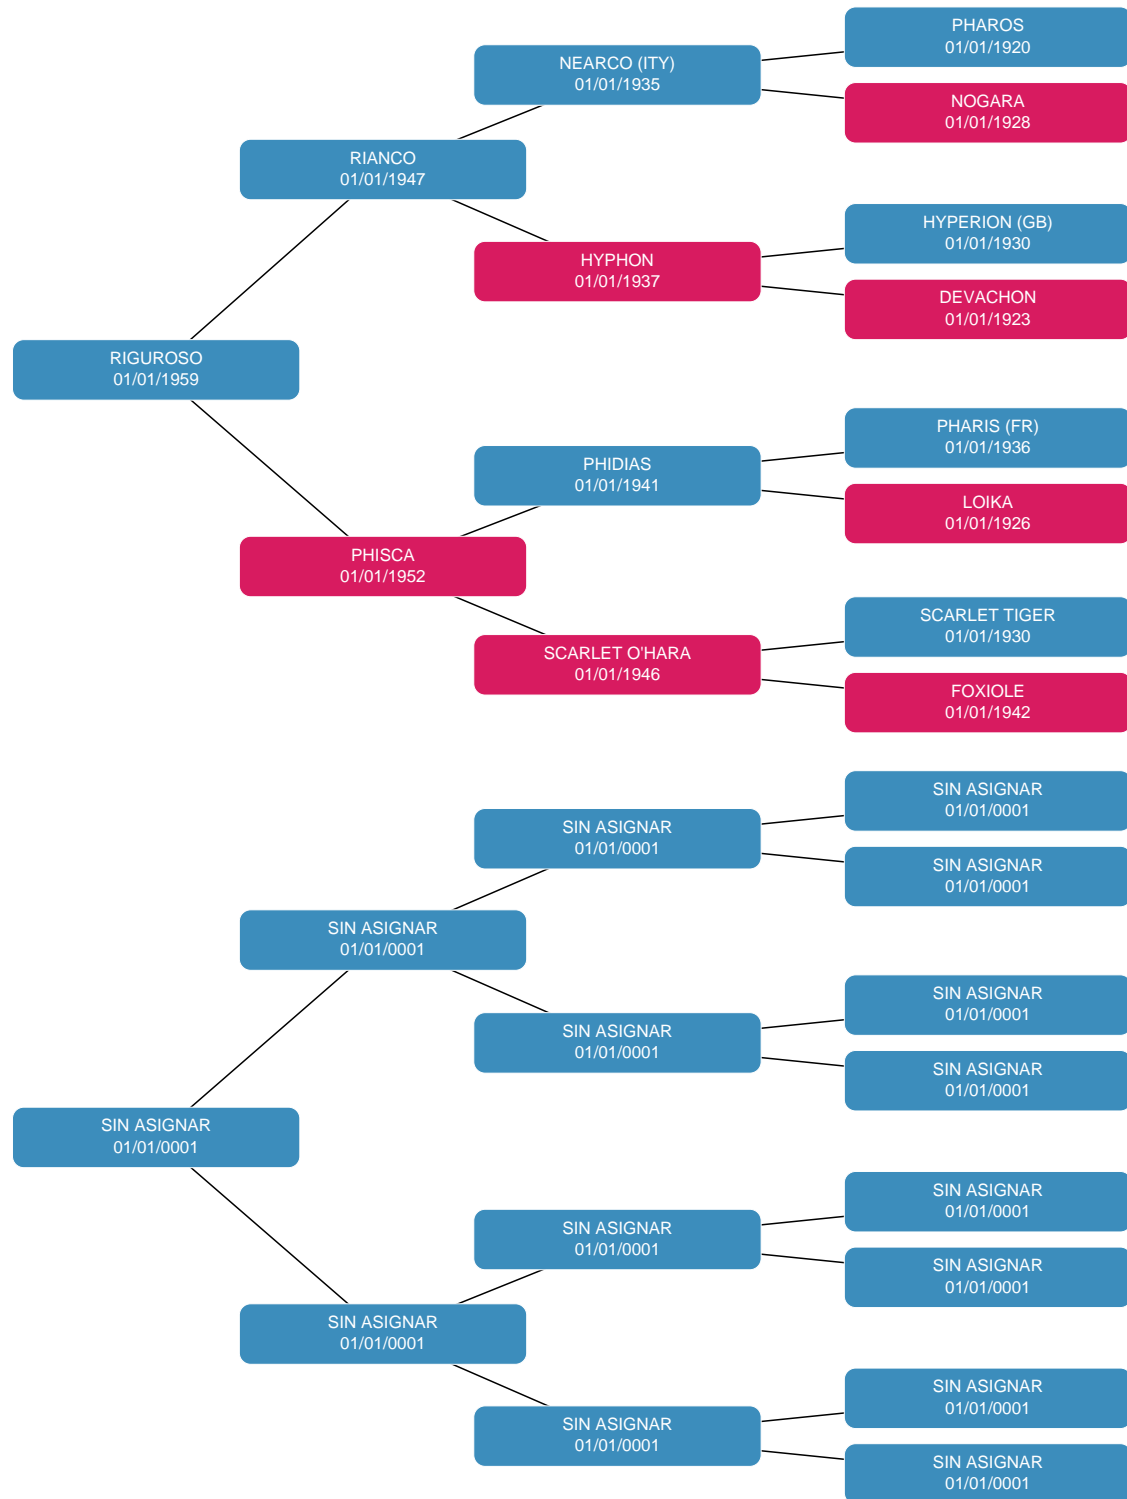 PHAROS
01/01/1920
NEARCO (ITY)
01/01/1935
NOGARA
01/01/1928
RIANCO
01/01/1947
HYPERION (GB)
01/01/1930
HYPHON
01/01/1937
DEVACHON
01/01/1923
RIGUROSO
01/01/1959
PHARIS (FR)
01/01/1936
PHIDIAS
01/01/1941
LOIKA
01/01/1926
PHISCA
01/01/1952
SCARLET TIGER
01/01/1930
SCARLET O'HARA
01/01/1946
FOXIOLE
01/01/1942
SIN ASIGNAR
01/01/0001
SIN ASIGNAR
01/01/0001
SIN ASIGNAR
01/01/0001
SIN ASIGNAR
01/01/0001
SIN ASIGNAR
01/01/0001
SIN ASIGNAR
01/01/0001
SIN ASIGNAR
01/01/0001
SIN ASIGNAR
01/01/0001
SIN ASIGNAR
01/01/0001
SIN ASIGNAR
01/01/0001
SIN ASIGNAR
01/01/0001
SIN ASIGNAR
01/01/0001
SIN ASIGNAR
01/01/0001
SIN ASIGNAR
01/01/0001
SIN ASIGNAR
01/01/0001